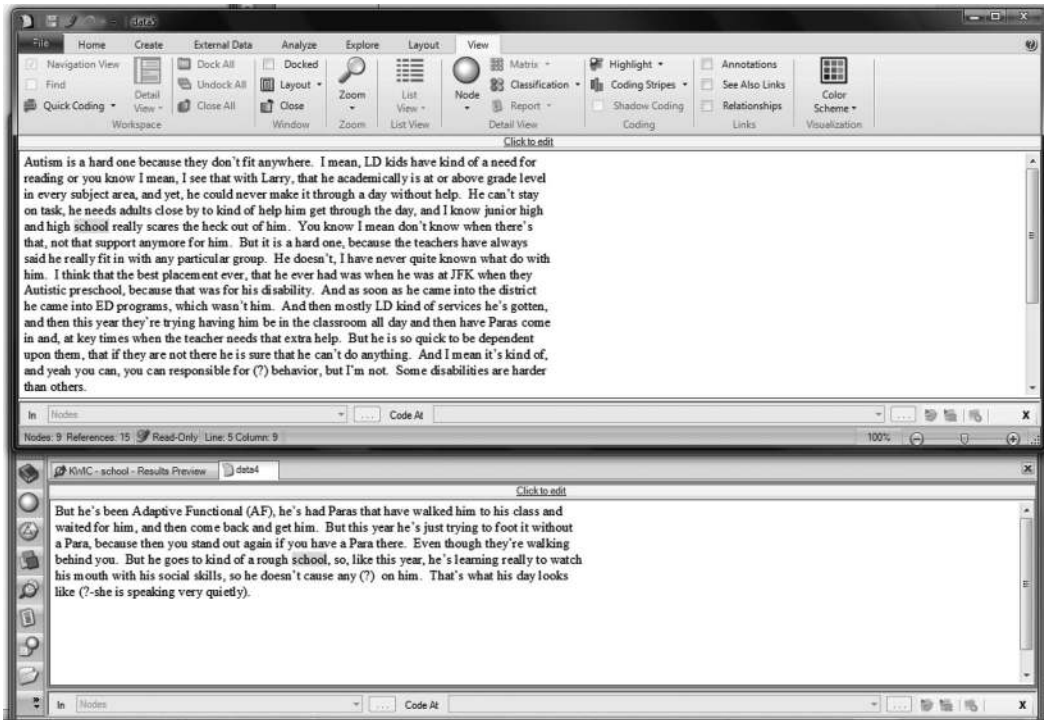 data5
File Home Create External Data Analyze Explore Layout View
Navigation View Dock All Docked Matrix Highlight Annotations
Find Detail View Undock All Layout Zoom List View Node Classification Coding Stripes See Also Links Color Scheme
Quick Coding Close All Close Report Shadow Coding Relationships
Workspace Window Zoom List View Detail View Coding Links Visualization
Click to edit
Autism is a hard one because they don't fit anywhere. I mean, LD kids have kind of a need for
reading or you know I mean, I see that with Larry, that he academically is at or above grade level
in every subject area, and yet, he could never make it through a day without help. He can't stay
on task, he needs adults close by to kind of help him get through the day, and I know junior high
and high school really scares the heck out of him. You know I mean don't know when there's
that, not that support anymore for him. But it is a hard one, because the teachers have always
said he really fit in with any particular group. He doesn't, I have never quite known what do with
him. I think that the best placement ever, that he ever had was when he was at JFK when they
Autistic preschool, because that was for his disability. And as soon as he came into the district
he came into ED programs, which wasn't him. And then mostly LD kind of services he's gotten,
and then this year they're trying having him be in the classroom all day and then have Paras come
in and, at key times when the teacher needs that extra help. But he is so quick to be dependent
upon them, that if they are not there he is sure that he can't do anything. And I mean it's kind of,
and yeah you can, you can responsible for (?) behavior, but I'm not. Some disabilities are harder
than others.
In Nodes ... Code At ... X
Nodes: 9 References: 15 Read-Only Line: 5 Column: 9 100%
KWIC - school - Results Preview data4
Click to edit
But he's been Adaptive Functional (AF), he's had Paras that have walked him to his class and
waited for him, and then come back and get him. But this year he's just trying to foot it without
a Para, because then you stand out again if you have a Para there. Even though they're walking
behind you. But he goes to kind of a rough school, so, like this year, he's learning really to watch
his mouth with his social skills, so he doesn't cause any (?) on him. That's what his day looks
like (?-she is speaking very quietly).
In Nodes ... Code At ... X